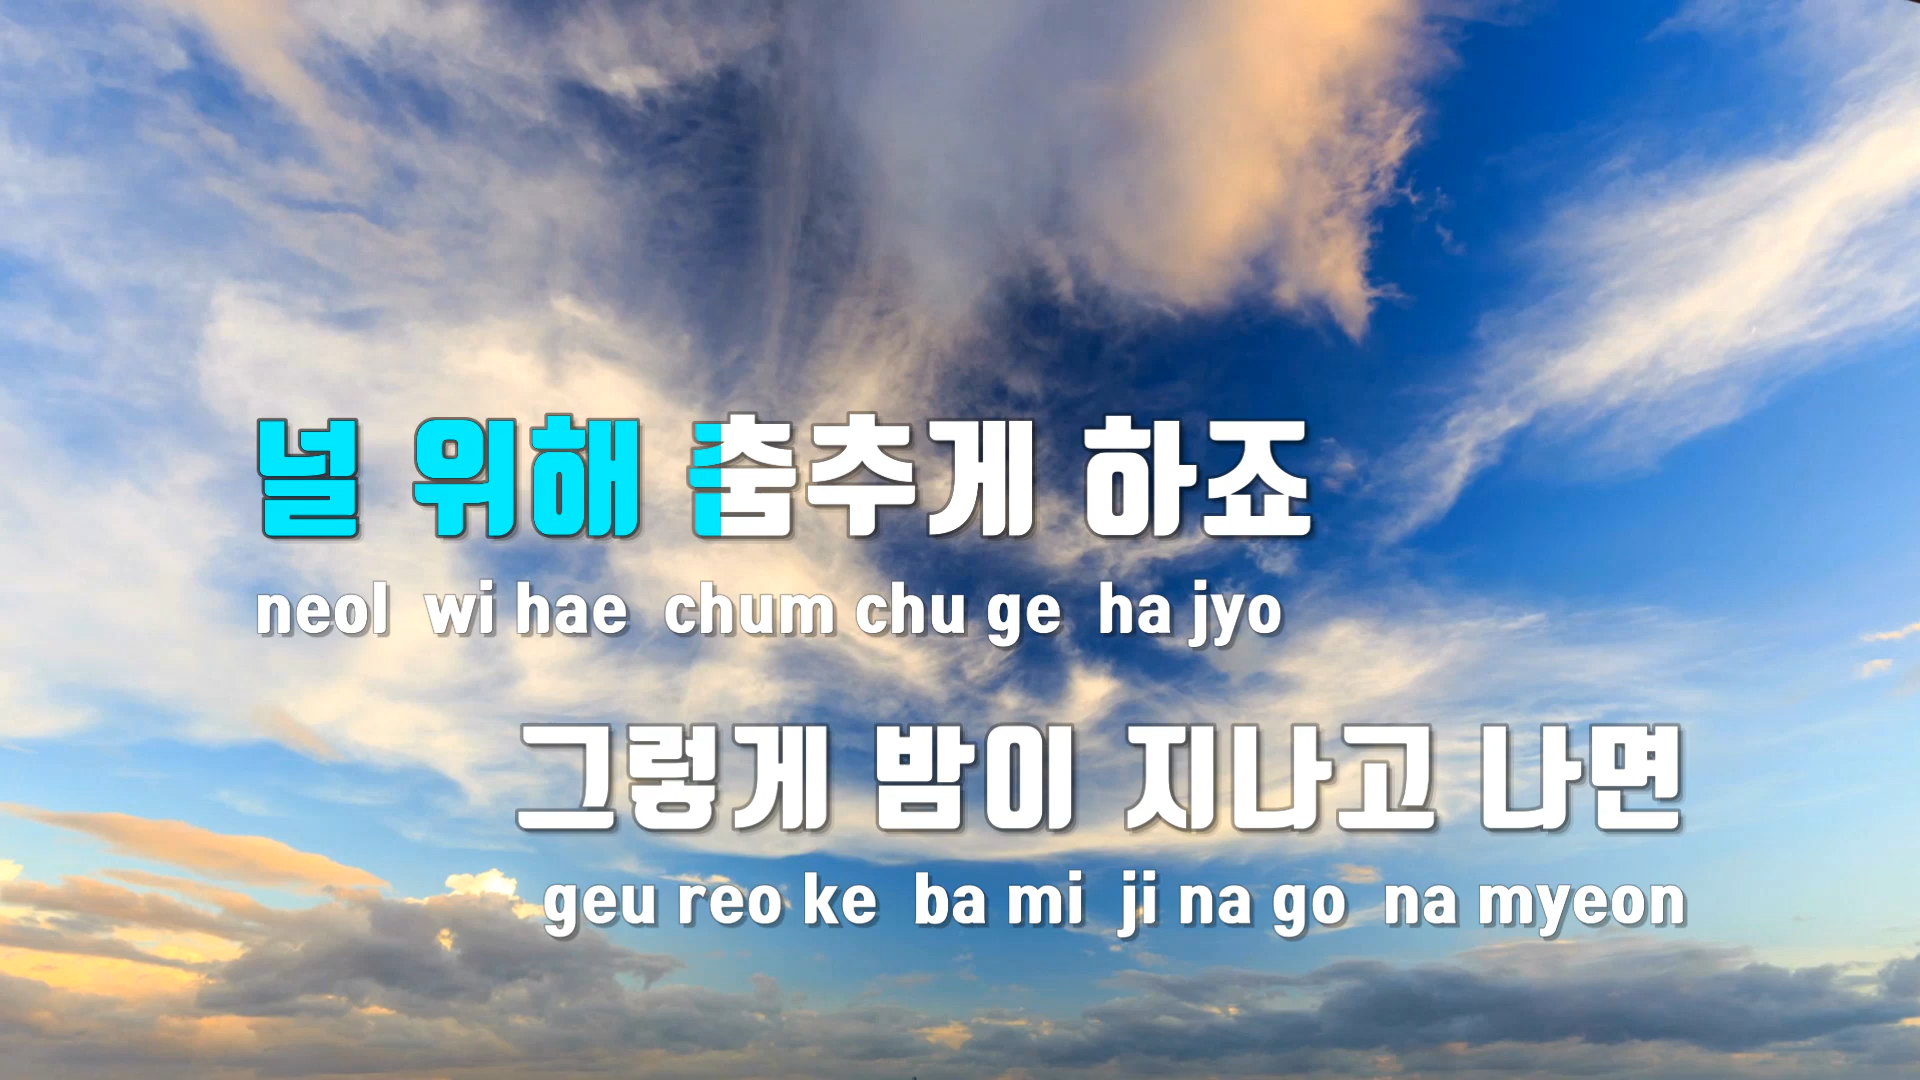 널 위해 춤추게 하죠
neol wi hae chum chu ge ha jyo
그렇게 밤이 지나고 나면
geu reo ke ba mi ji na go na myeon